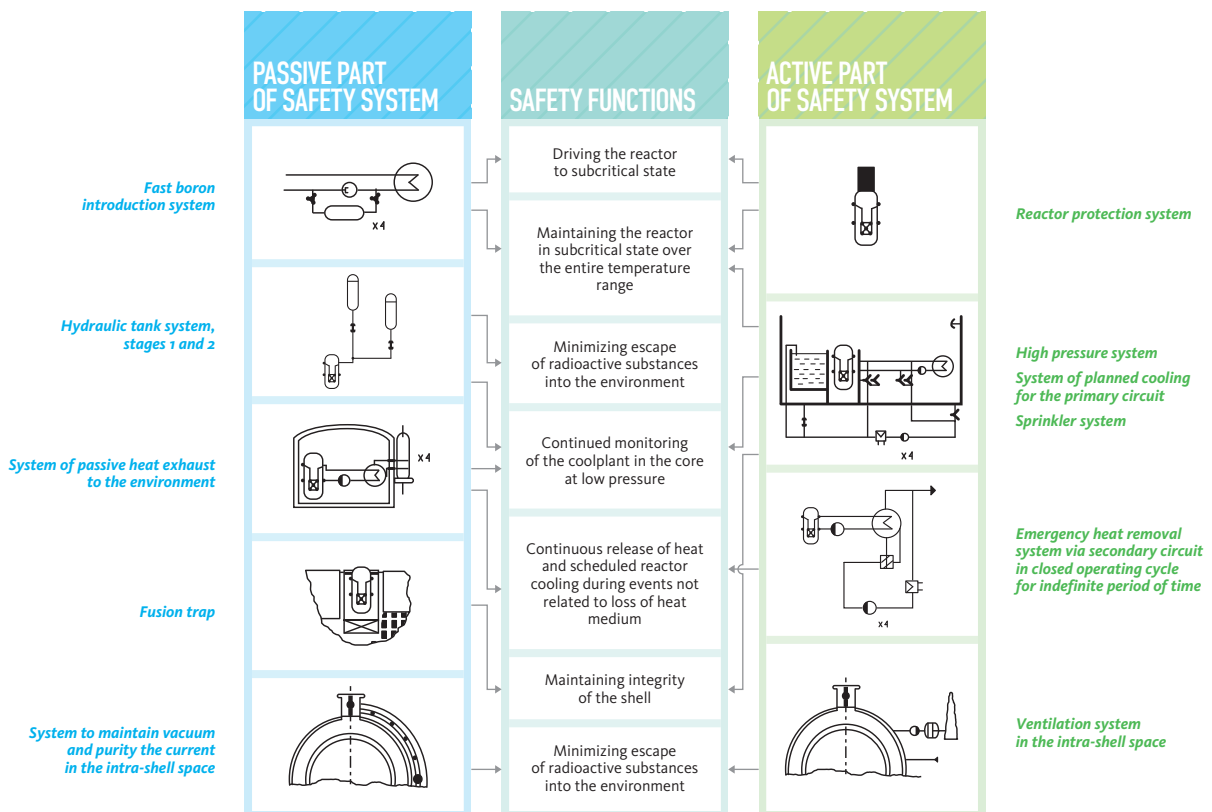 PASSIVE PART
OF SAFETY SYSTEM
SAFETY FUNCTIONS
ACTIVE PART
OF SAFETY SYSTEM
Fast boron
introduction system
x4
Hydraulic tank system,
stages 1 and 2
System of passive heat exhaust
to the environment
x4
Fusion trap
System to maintain vacuum
and purity the current
in the intra-shell space
Driving the reactor
to subcritical state
Maintaining the reactor
in subcritical state over
the entire temperature
range
Minimizing escape
of radioactive substances
into the environment
Continued monitoring
of the coolplant in the core
at low pressure
Continuous release of heat
and scheduled reactor
cooling during events not
related to loss of heat
medium
Maintaining integrity
of the shell
Minimizing escape
of radioactive substances
into the environment
Reactor protection system
High pressure system
System of planned cooling
for the primary circuit
Sprinkler system
x4
Emergency heat removal
system via secondary circuit
in closed operating cycle
for indefinite period of time
x4
Ventilation system
in the intra-shell space